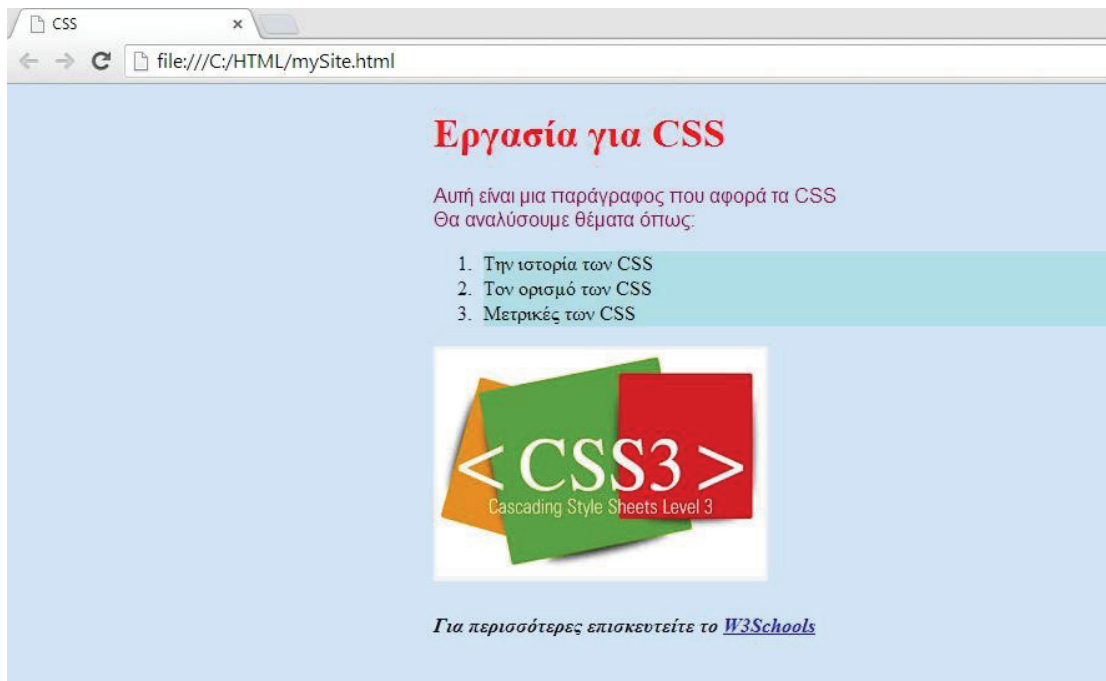 CSS
file:///C:/HTML/mySite.html
Εργασία για CSS
Αυτή είναι μια παράγραφος που αφορά τα CSS
Θα αναλύσουμε θέματα όπως:
1. Την ιστορία των CSS
2. Τον ορισμό των CSS
3. Μετρικές των CSS
< CSS3 >
Cascading Style Sheets Level 3
Για περισσότερες επισκευτείτε το W3Schools